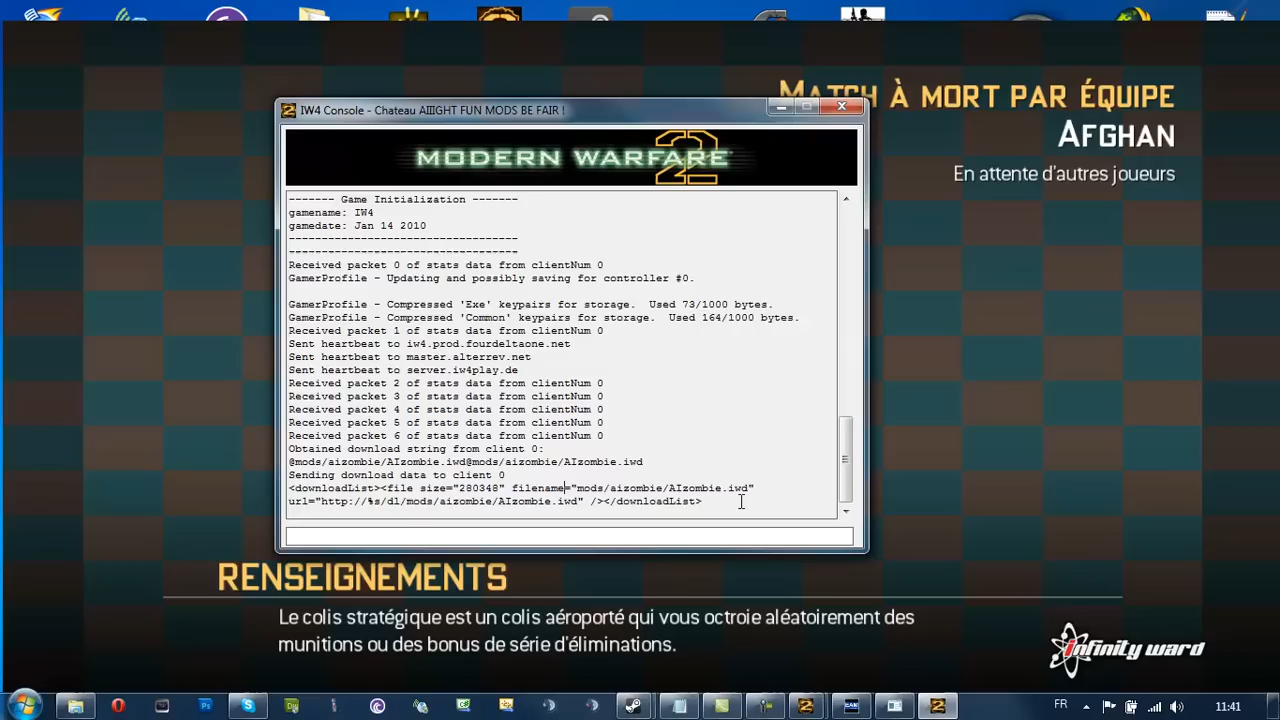 MATCH À MORT PAR ÉQUIPE
AFGHAN
En attente d'autres joueurs
IW4 Console - Chateau AIIIGHT FUN MODS BE FAIR !
MODERN WARFARE 2
------- Game Initialization -------
gamename: IW4
gamedate: Jan 14 2010
-----------------------------------
-----------------------------------
Received packet 0 of stats data from clientNum 0
GamerProfile - Updating and possibly saving for controller #0.
GamerProfile - Compressed 'Exe' keypairs for storage.  Used 73/1000 bytes.
GamerProfile - Compressed 'Common' keypairs for storage.  Used 164/1000 bytes.
Received packet 1 of stats data from clientNum 0
Sent heartbeat to iw4.prod.fourdeltaone.net
Sent heartbeat to master.alterrev.net
Sent heartbeat to server.iw4play.de
Received packet 2 of stats data from clientNum 0
Received packet 3 of stats data from clientNum 0
Received packet 4 of stats data from clientNum 0
Received packet 5 of stats data from clientNum 0
Received packet 6 of stats data from clientNum 0
Obtained download string from client 0:
@mods/aizombie/AIzombie.iwd@mods/aizombie/AIzombie.iwd
Sending download data to client 0
<downloadList><file size="280348" filename="mods/aizombie/AIzombie.iwd"
url="http://%s/dl/mods/aizombie/AIzombie.iwd" /></downloadList>
RENSEIGNEMENTS
Le colis stratégique est un colis aéroporté qui vous octroie aléatoirement des
munitions ou des bonus de série d'éliminations.
infinity ward
FR
11:41